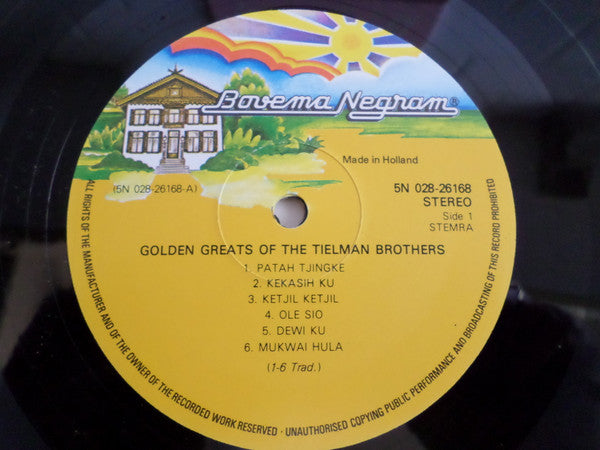 Bovema Negram®
Made in Holland
(5N 028-26168-A)
5N 028-26168
STEREO
Side 1
STEMRA
GOLDEN GREATS OF THE TIELMAN BROTHERS
1. PATAH TJINGKE
2. KEKASIH KU
3. KETJIL KETJIL
4. OLE SIO
5. DEWI KU
6. MUKWAI HULA
(1-6 Trad.)
ALL RIGHTS OF THE MANUFACTURER AND OF THE OWNER OF THE RECORDED WORK RESERVED · UNAUTHORISED COPYING PUBLIC PERFORMANCE AND BROADCASTING OF THIS RECORD PROHIBITED